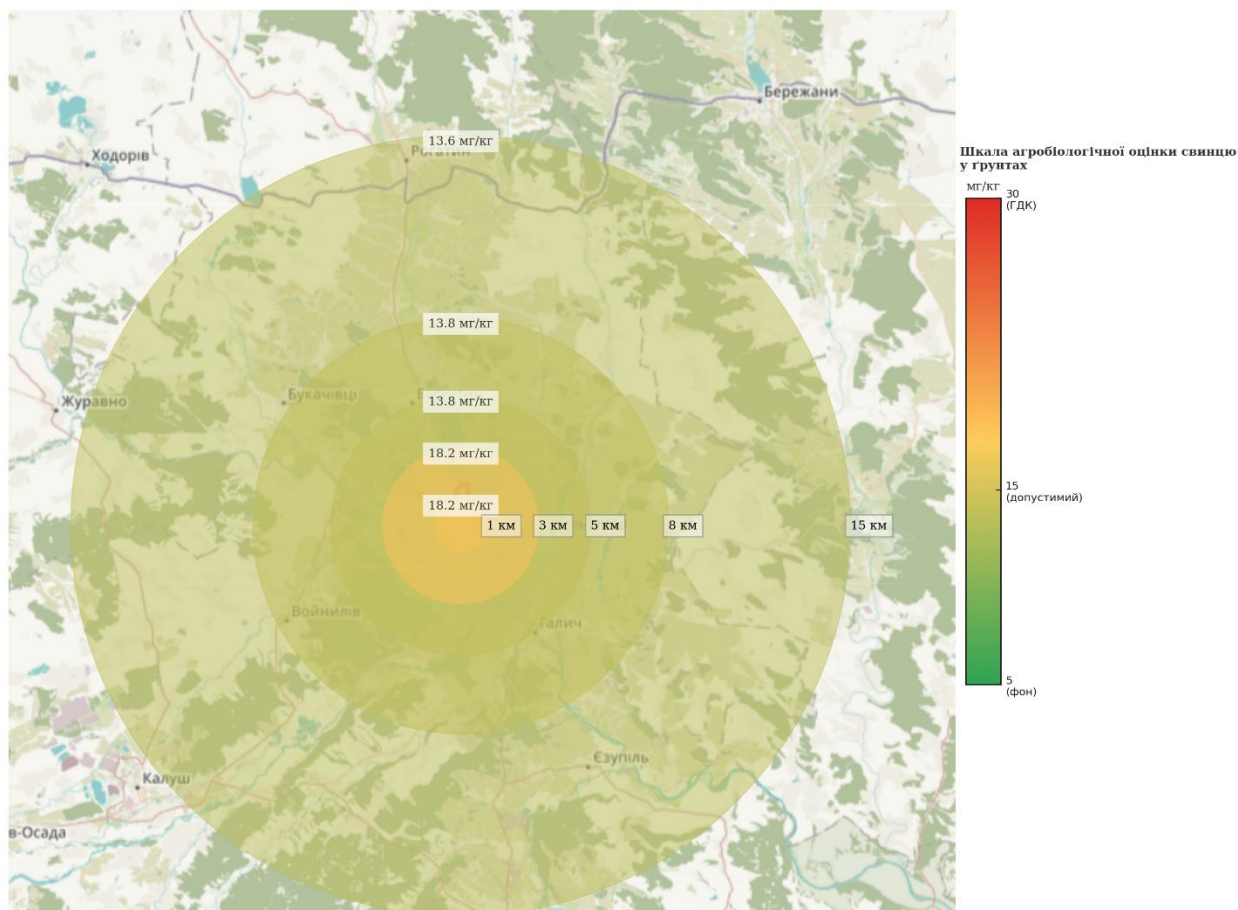 Бережани
13.6 мг/кг
Рогатин
Ходорів
Шкала агробіологічної оцінки свинцю
у ґрунтах
мг/кг
30
(ГДК)
13.8 мг/кг
Букачівці
13.8 мг/кг
Журавно
18.2 мг/кг
18.2 мг/кг
1 км
3 км
5 км
8 км
15 км
15
(допустимий)
Войнилів
Галич
5
(фон)
Єзупіль
Калуш
в-Осада